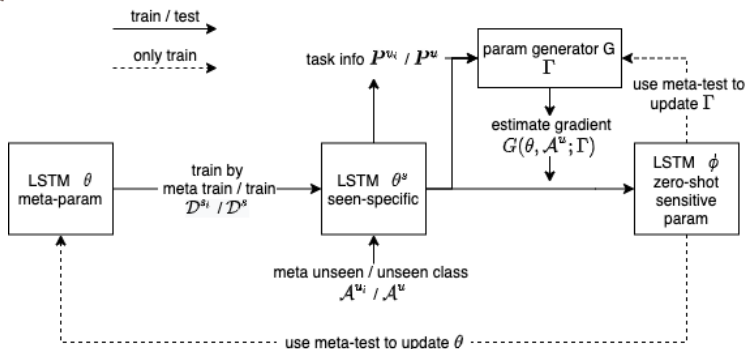 train / test
only train
task info P^{u_i} / P^u
param generator G
Γ
use meta-test to
update Γ
estimate gradient
G(θ, A^u; Γ)
LSTM θ
meta-param
train by
meta train / train
D^{s_i} / D^s
LSTM θ^s
seen-specific
LSTM ϕ
zero-shot
sensitive
param
meta unseen / unseen class
A^{u_i} / A^u
use meta-test to update θ